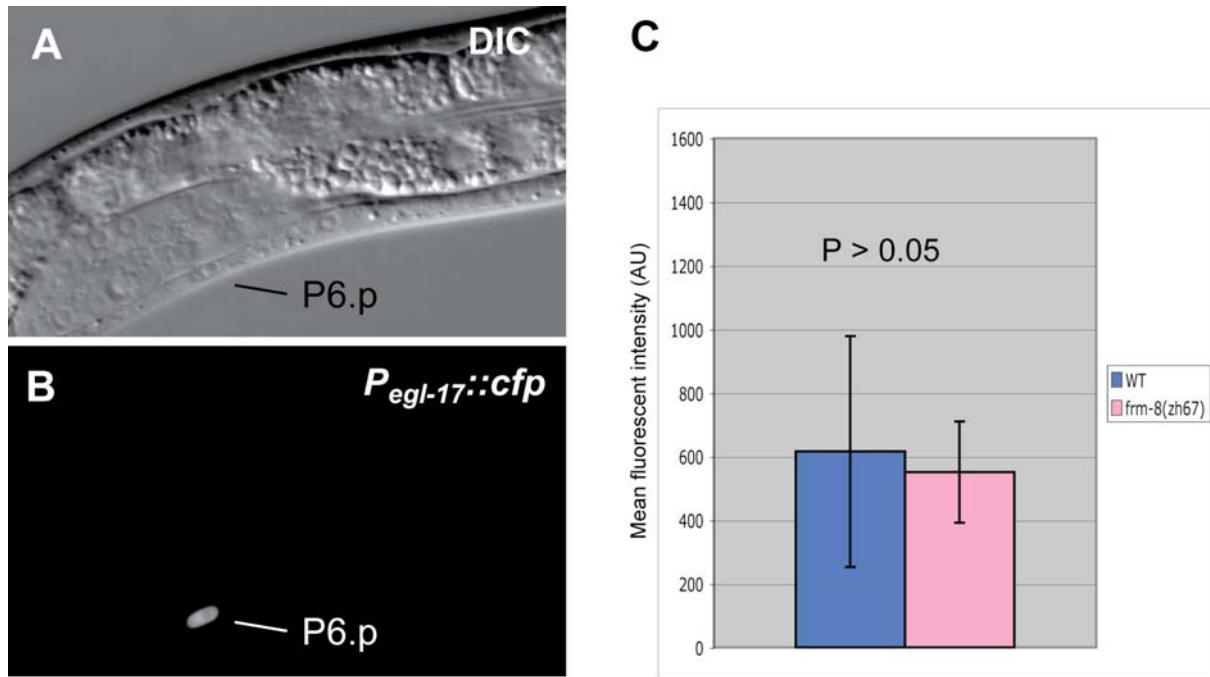 A
DIC
P6.p
B
Pegl-17::cfp
P6.p
C
Mean fluorescent intensity (AU)
1600
1400
1200
1000
800
600
400
200
0
P > 0.05
WT
frm-8(zh67)